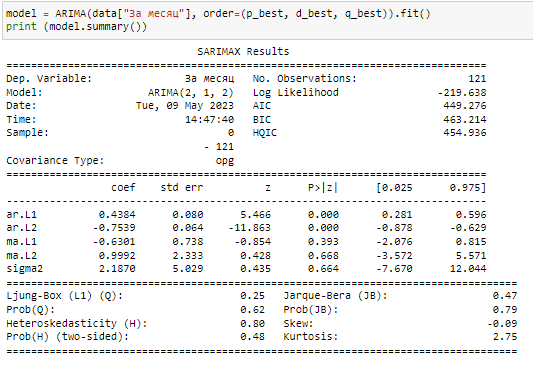 model = ARIMA(data["За месяц"], order=(p_best, d_best, q_best)).fit()
print (model.summary())
SARIMAX Results
==============================================================================
Dep. Variable: За месяц No. Observations: 121
Model: ARIMA(2, 1, 2) Log Likelihood -219.638
Date: Tue, 09 May 2023 AIC 449.276
Time: 14:47:40 BIC 463.214
Sample: 0 HQIC 454.936
- 121
Covariance Type: opg
==============================================================================
coef std err z P>|z| [0.025 0.975]
------------------------------------------------------------------------------
ar.L1 0.4384 0.080 5.466 0.000 0.281 0.596
ar.L2 -0.7539 0.064 -11.863 0.000 -0.878 -0.629
ma.L1 -0.6301 0.738 -0.854 0.393 -2.076 0.815
ma.L2 0.9992 2.333 0.428 0.668 -3.572 5.571
sigma2 2.1870 5.029 0.435 0.664 -7.670 12.044
===================================================================================
Ljung-Box (L1) (Q): 0.25 Jarque-Bera (JB): 0.47
Prob(Q): 0.62 Prob(JB): 0.79
Heteroskedasticity (H): 0.80 Skew: -0.09
Prob(H) (two-sided): 0.48 Kurtosis: 2.75
===================================================================================